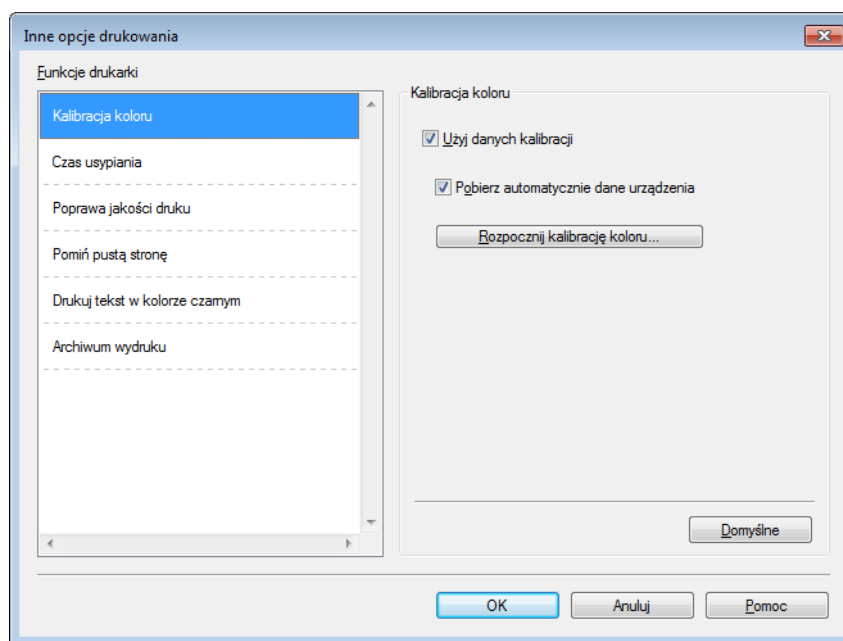 Inne opcje drukowania
Funkcje drukarki
Kalibracja koloru
Czas usypiania
Poprawa jakości druku
Pomiń pustą stronę
Drukuj tekst w kolorze czarnym
Archiwum wydruku
Kalibracja koloru
Użyj danych kalibracji
Pobierz automatycznie dane urządzenia
Rozpocznij kalibrację koloru...
Domyślne
OK Anuluj Pomoc